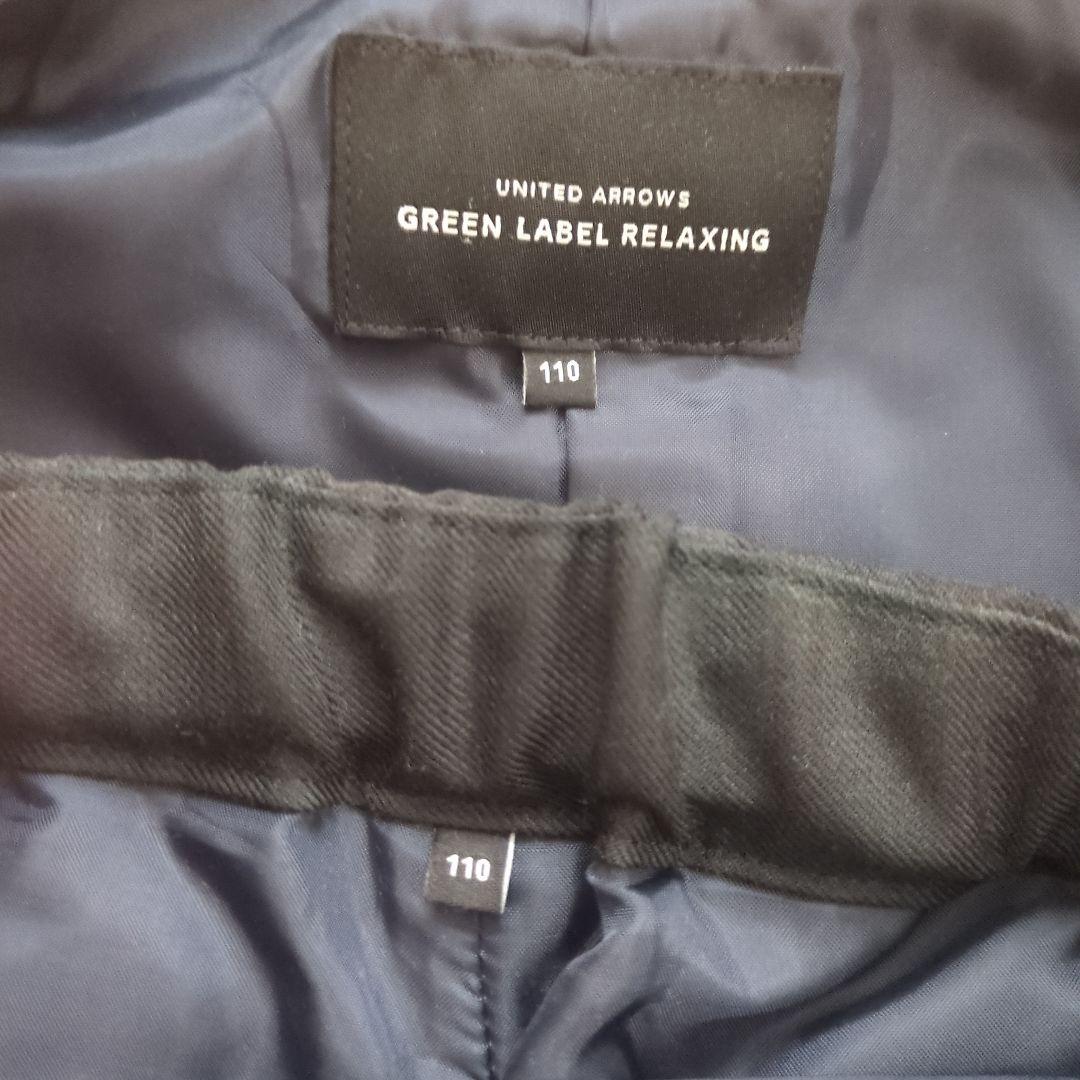 UNITED ARROWS
GREEN LABEL RELAXING
110
110